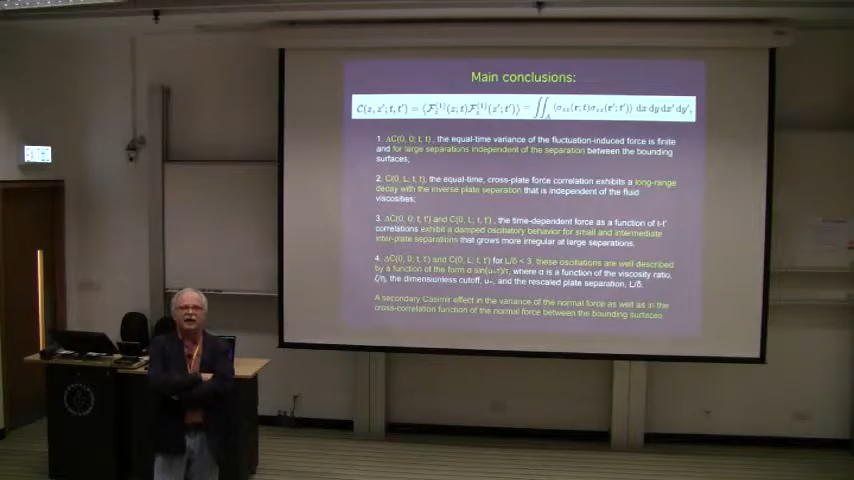 Main conclusions:
C(z, z'; t, t') = ⟨F_z^(1)(z; t)F_z^(1)(z'; t')⟩ = ∬_A ⟨σ_zz(r; t)σ_zz(r'; t')⟩ dx dy dx' dy',
1. ΔC(0, 0; t, t) , the equal-time variance of the fluctuation-induced force is finite
and for large separations independent of the separation between the bounding
surfaces;
2. C(0, L; t, t), the equal-time, cross-plate force correlation exhibits a long-range
decay with the inverse plate separation that is independent of the fluid
viscosities;
3. ΔC(0, 0; t, t') and C(0, L; t, t') , the time-dependent force as a function of t-t'
correlations exhibit a damped oscillatory behavior for small and intermediate
inter-plate separations that grows more irregular at large separations.
4. ΔC(0, 0; t, t') and C(0, L; t, t') for L/δ < 3, these oscillations are well described
by a function of the form α sin(u∞τ)/τ, where α is a function of the viscosity ratio,
ζ/η, the dimensionless cutoff, u∞, and the rescaled plate separation, L/δ.
A secondary Casimir effect in the variance of the normal force as well as in the
cross-correlation function of the normal force between the bounding surfaces